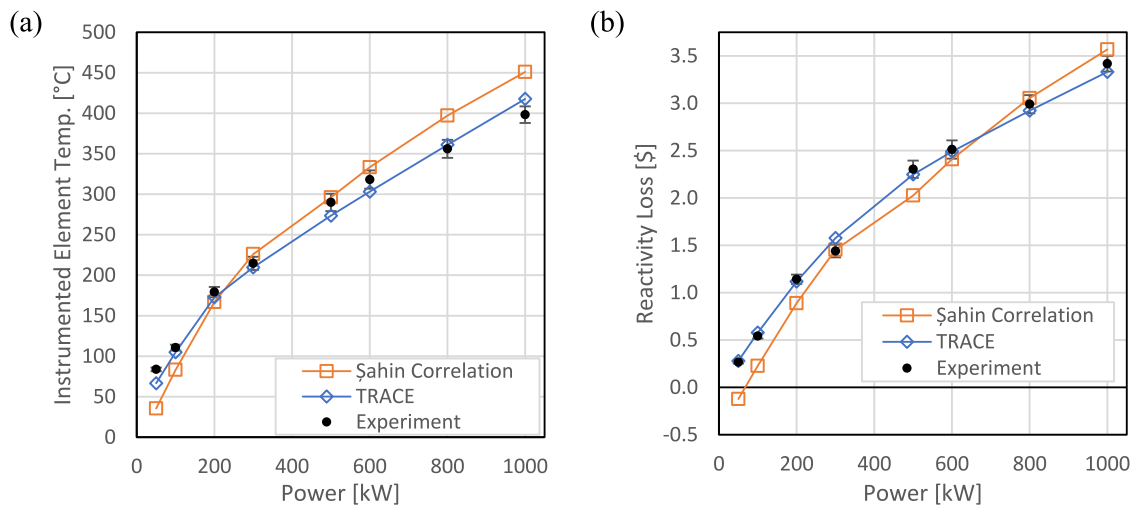 (a)
500
450
400
350
300
250
200
150
100
50
0
Instrumented Element Temp. [°C]
0 200 400 600 800 1000
Power [kW]
Şahin Correlation
TRACE
Experiment
(b)
3.5
3.0
2.5
2.0
1.5
1.0
0.5
0.0
-0.5
Reactivity Loss [$]
0 200 400 600 800 1000
Power [kW]
Şahin Correlation
TRACE
Experiment